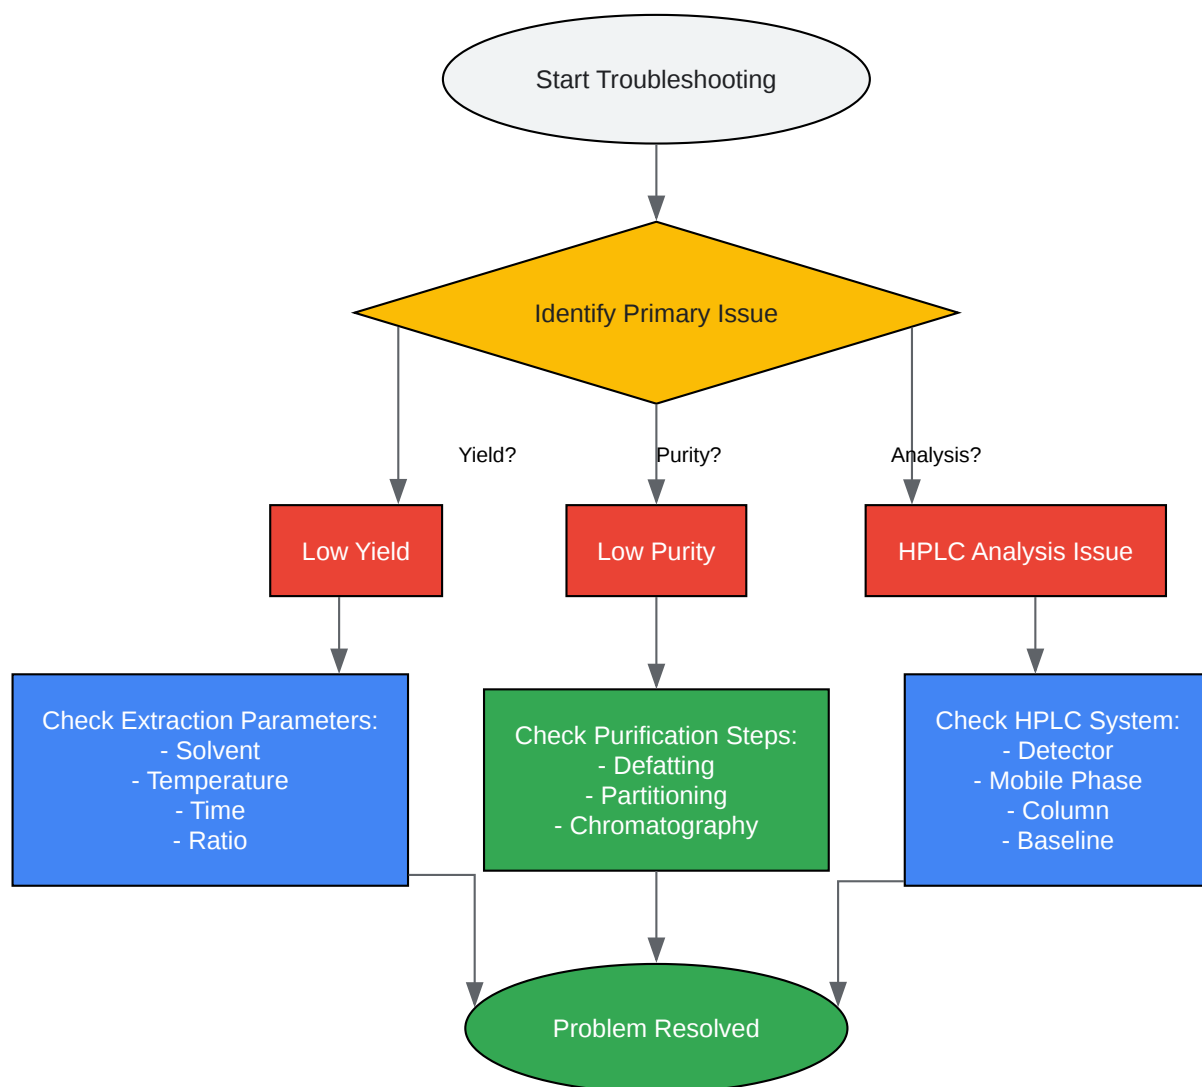 Start Troubleshooting
Identify Primary Issue
Yield?
Purity?
Analysis?
Low Yield
Low Purity
HPLC Analysis Issue
Check Extraction Parameters:
- Solvent
- Temperature
- Time
- Ratio
Check Purification Steps:
- Defatting
- Partitioning
- Chromatography
Check HPLC System:
- Detector
- Mobile Phase
- Column
- Baseline
Problem Resolved